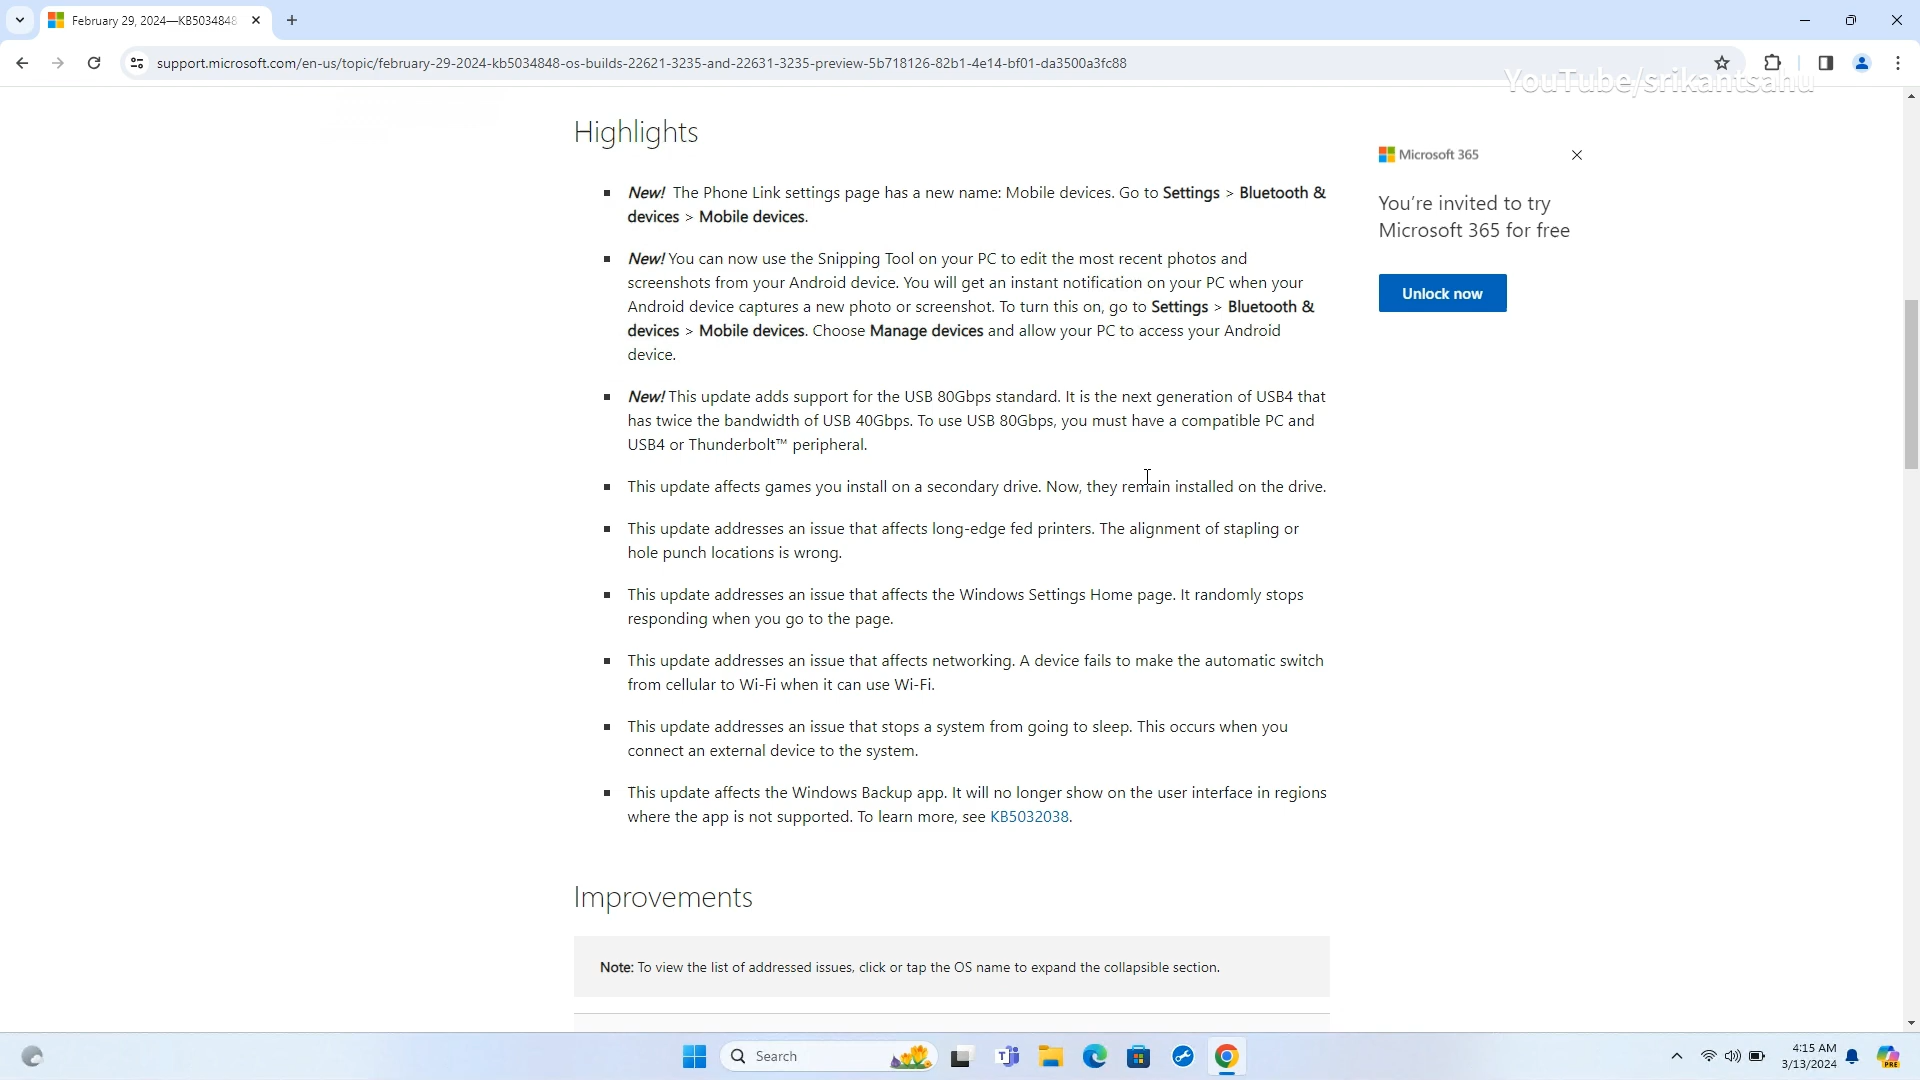 February 29, 2024—KB5034848
support.microsoft.com/en-us/topic/february-29-2024-kb5034848-os-builds-22621-3235-and-22631-3235-preview-5b718126-82b1-4e14-bf01-da3500a3fc88
YouTube/srikantsahu
Highlights
New! The Phone Link settings page has a new name: Mobile devices. Go to Settings > Bluetooth &
devices > Mobile devices.
New! You can now use the Snipping Tool on your PC to edit the most recent photos and
screenshots from your Android device. You will get an instant notification on your PC when your
Android device captures a new photo or screenshot. To turn this on, go to Settings > Bluetooth &
devices > Mobile devices. Choose Manage devices and allow your PC to access your Android
device.
New! This update adds support for the USB 80Gbps standard. It is the next generation of USB4 that
has twice the bandwidth of USB 40Gbps. To use USB 80Gbps, you must have a compatible PC and
USB4 or Thunderbolt™ peripheral.
This update affects games you install on a secondary drive. Now, they remain installed on the drive.
This update addresses an issue that affects long-edge fed printers. The alignment of stapling or
hole punch locations is wrong.
This update addresses an issue that affects the Windows Settings Home page. It randomly stops
responding when you go to the page.
This update addresses an issue that affects networking. A device fails to make the automatic switch
from cellular to Wi-Fi when it can use Wi-Fi.
This update addresses an issue that stops a system from going to sleep. This occurs when you
connect an external device to the system.
This update affects the Windows Backup app. It will no longer show on the user interface in regions
where the app is not supported. To learn more, see KB5032038.
Improvements
Note: To view the list of addressed issues, click or tap the OS name to expand the collapsible section.
Microsoft 365
You're invited to try
Microsoft 365 for free
Unlock now
Search
4:15 AM
3/13/2024
PRE